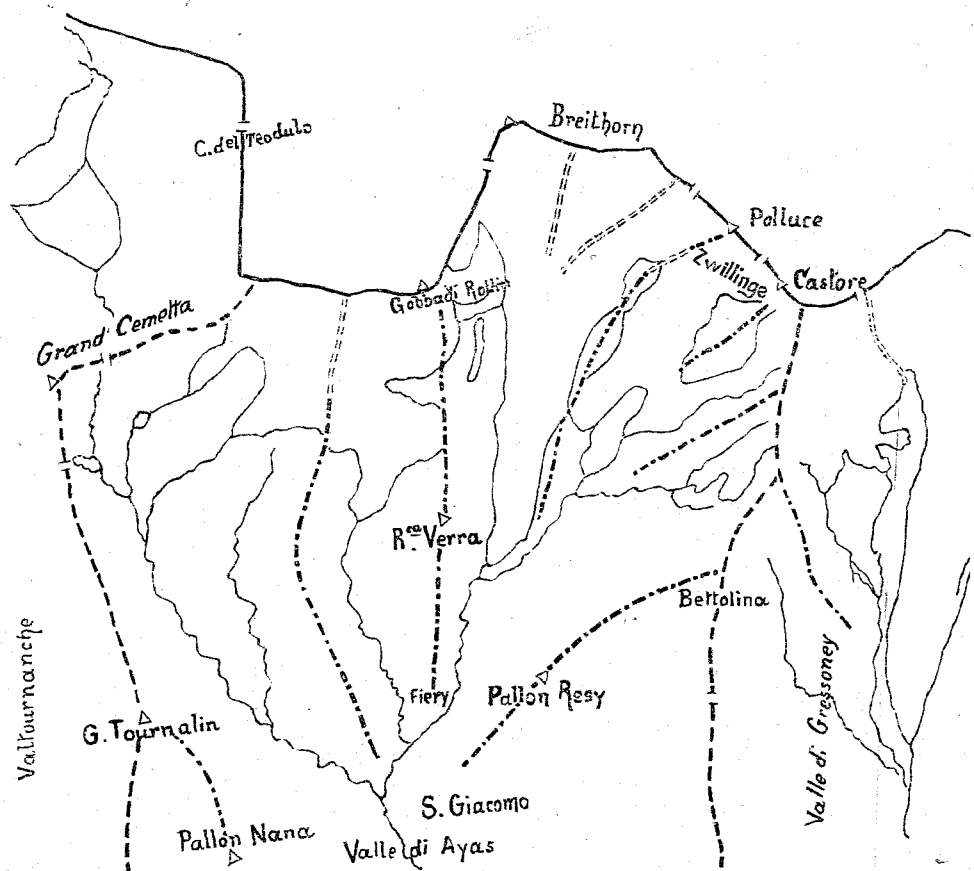 Breithorn
C. del Teodulo
Polluce
Zwillinge
Castore
Gobba di Rollin
Grand Cemetta
R.ca Verra
Bettolina
Valtournanche
Fiery
Pallon Resy
G. Tournalin
Valle di Gressoney
S. Giacomo
Pallon Nana
Valle di Ayas